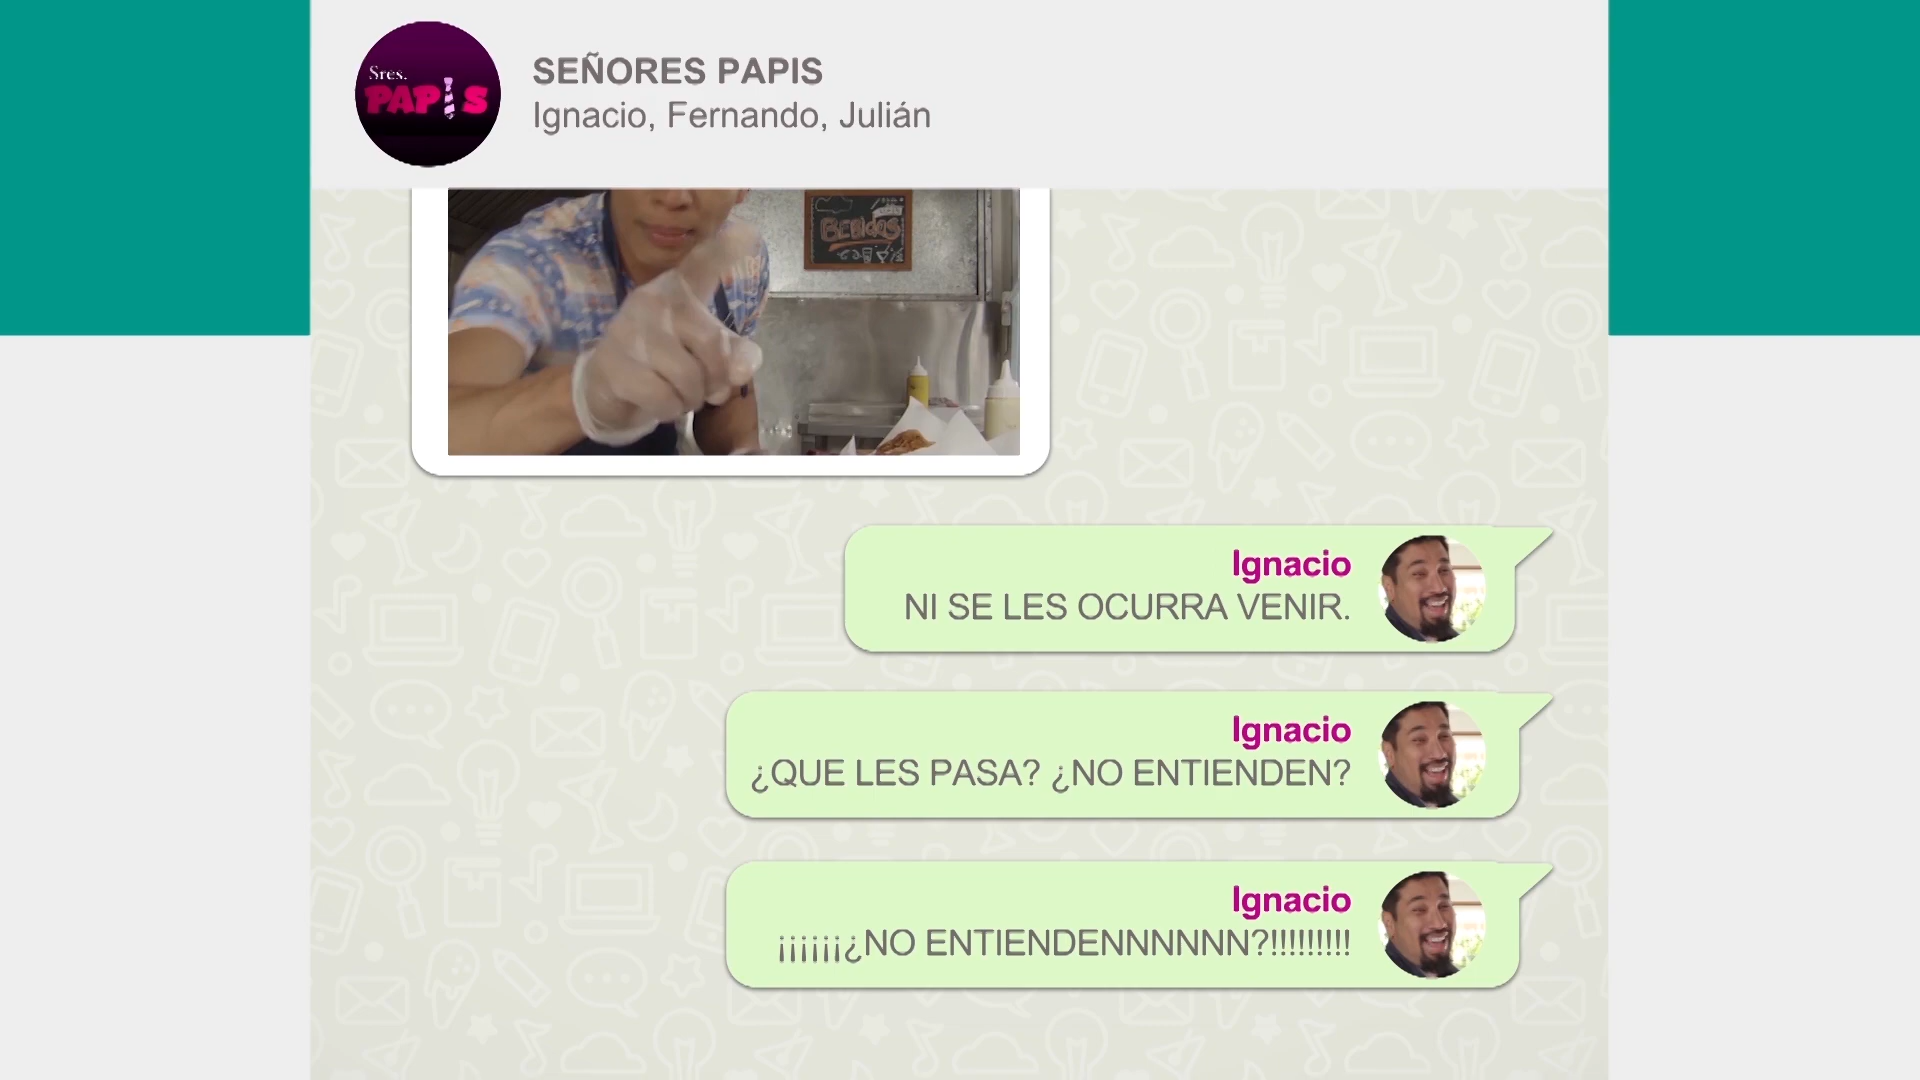 Sres.
PAPIS
SEÑORES PAPIS
Ignacio, Fernando, Julián
BEBIDAS
Ignacio
NI SE LES OCURRA VENIR.
Ignacio
¿QUE LES PASA? ¿NO ENTIENDEN?
Ignacio
¡¡¡¡¡¡¿NO ENTIENDENNNNNN?!!!!!!!!!